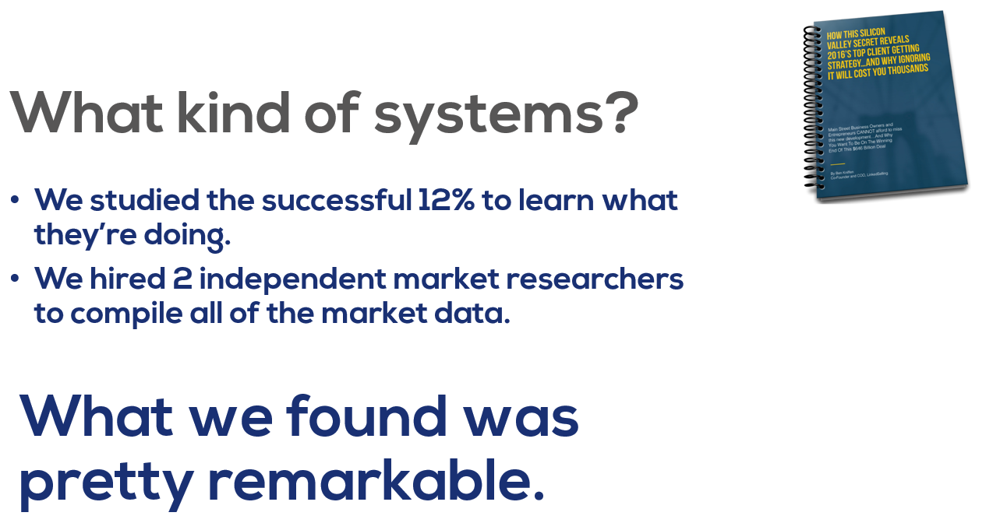 What kind of systems?
• We studied the successful 12% to learn what
they’re doing.
• We hired 2 independent market researchers
to compile all of the market data.
What we found was
pretty remarkable.
HOW THIS SILICON
VALLEY SECRET REVEALS
2016'S TOP CLIENT GETTING
STRATEGY...AND WHY IGNORING
IT WILL COST YOU THOUSANDS
Main Street Business Owners and
Entrepreneurs CANNOT afford to miss
this new development...And Why
You Want To Be On The Winning
End Of This $646 Billion Deal
By Ben Kniffen
Co-Founder and COO, LinkedSelling